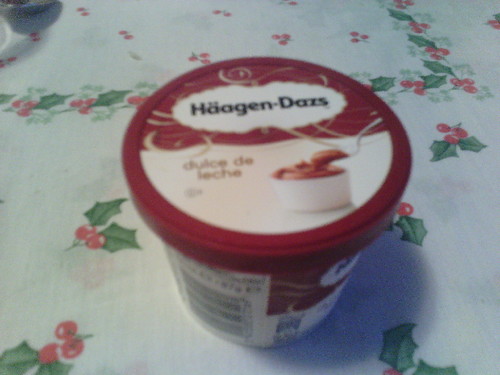 Häagen-Dazs
dulce de
leche